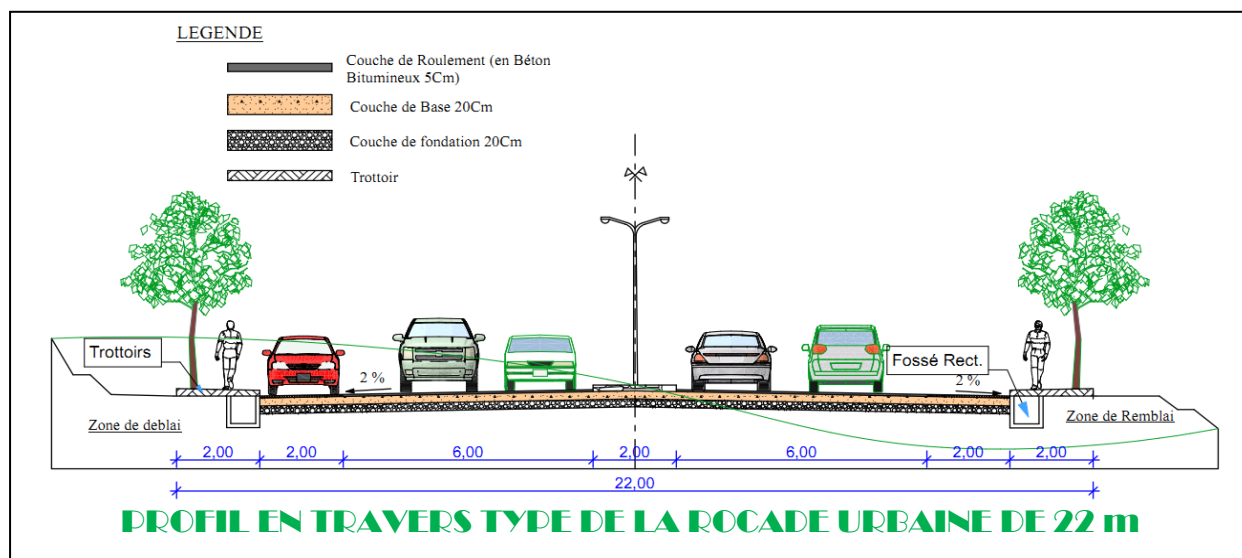 LEGENDE
Couche de Roulement (en Béton
Bitumineux 5Cm)
Couche de Base 20Cm
Couche de fondation 20Cm
Trottoir
Trottoirs
Fossé Rect.
2 %
2 %
Zone de deblai
Zone de Remblai
2,00 2,00 6,00 2,00 6,00 2,00 2,00
22,00
PROFIL EN TRAVERS TYPE DE LA ROCADE URBAINE DE 22 m